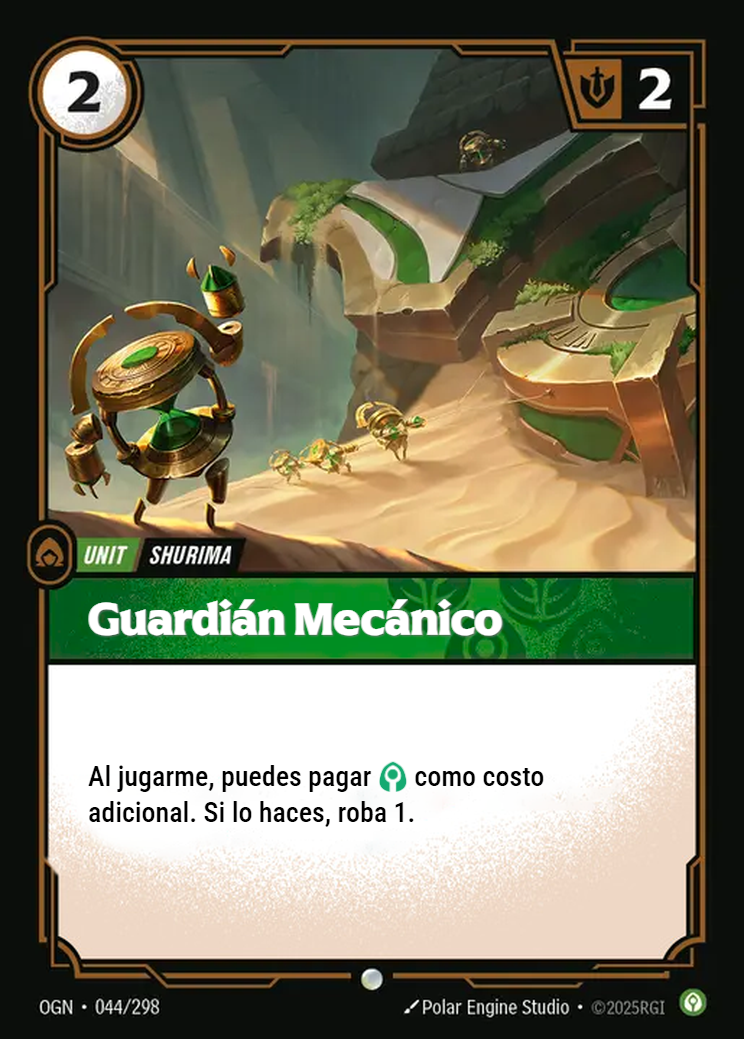 2
2
UNIT SHURIMA
Guardián Mecánico
Al jugarme, puedes pagar como costo
adicional. Si lo haces, roba 1.
OGN • 044/298
Polar Engine Studio • ©2025RGI